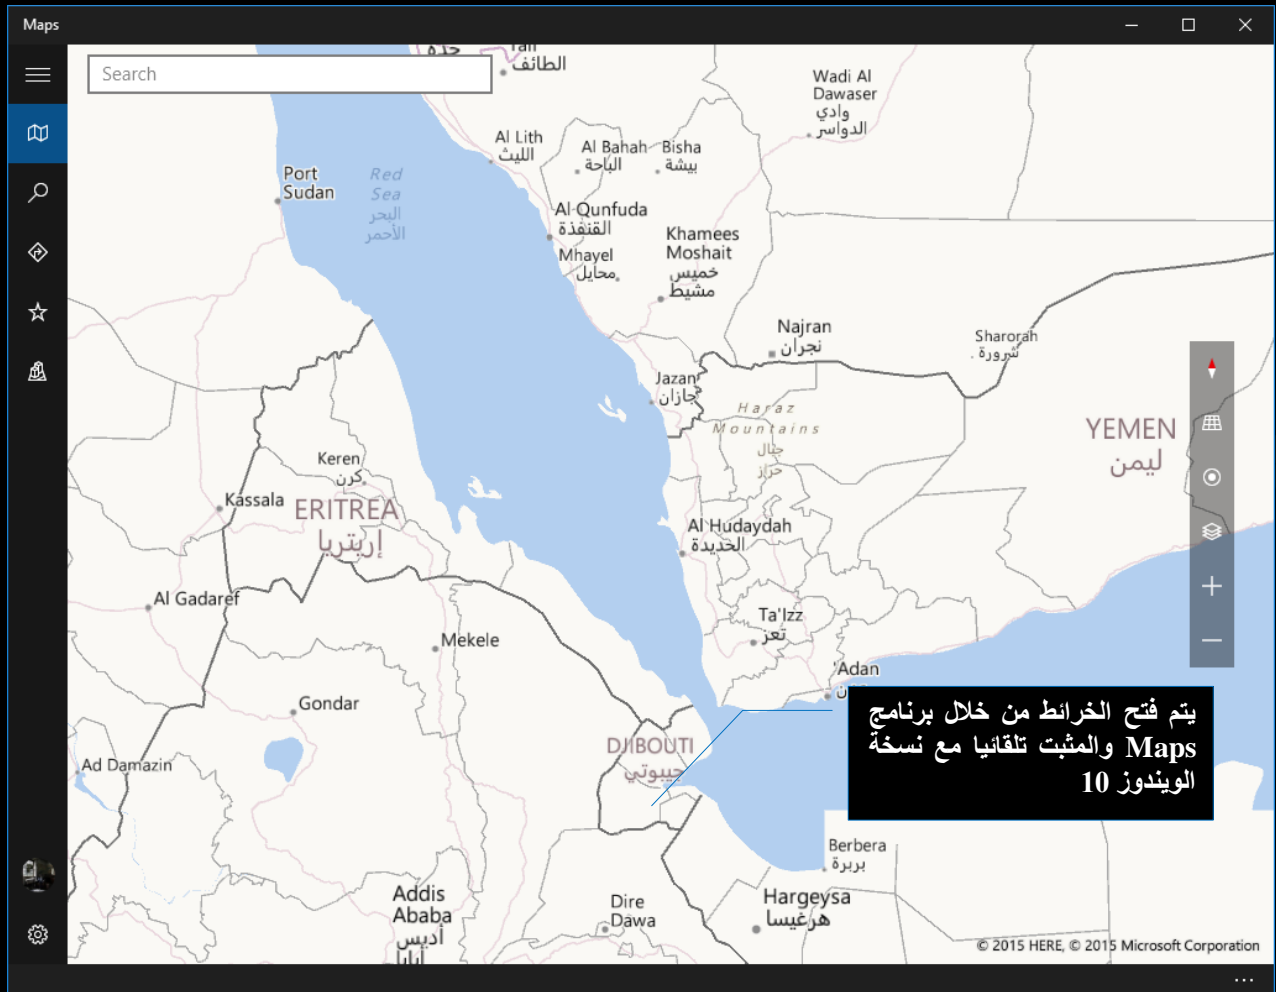 Maps
Search
جدة
الطائف
Wadi Al
Dawaser
وادي
الدواسر
Al Lith
الليث
Al Bahah
الباحة
Bisha
بيشة
Port
Sudan
Red
Sea
البحر
الأحمر
Al Qunfuda
القنفذة
Khamees
Moshait
خميس
مشيط
Mhayel
محايل
Najran
نجران
Sharorah
شرورة
Jazan
جازان
Haraz
Mountains
جبال
حراز
YEMEN
ليمن
Keren
كرن
Kassala
ERITREA
إريتريا
Al Hudaydah
الحديدة
Al Gadaref
Ta'Izz
تعز
Mekele
'Adan
Gondar
يتم فتح الخرائط من خلال برنامج
Maps والمثبت تلقائيا مع نسخة
الويندوز 10
DJIBOUTI
جيبوتي
Ad Damazin
Berbera
بربرة
Addis
Ababa
أديس
أبابا
Dire
Dawa
Hargeysa
هرغيسا
© 2015 HERE, © 2015 Microsoft Corporation